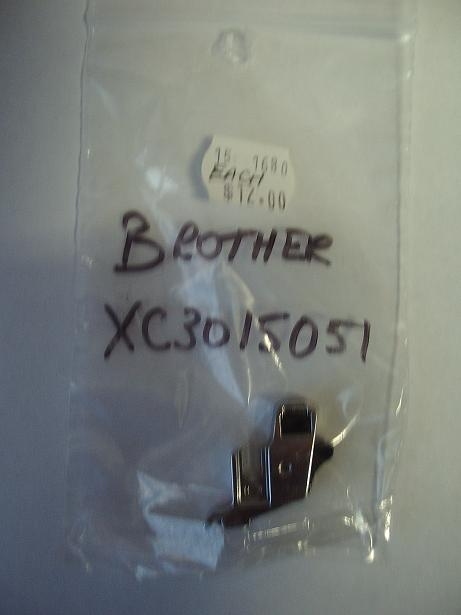 15 1680
EACH
$12.00
BROTHER
XC3015051